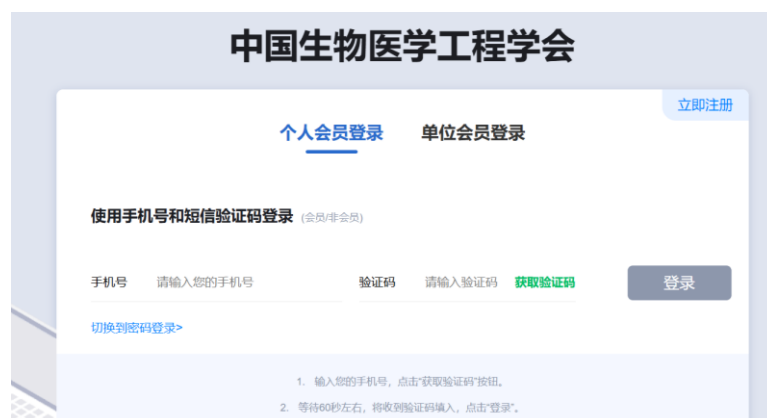 中国生物医学工程学会
立即注册
个人会员登录 单位会员登录
使用手机号和短信验证码登录 (会员/非会员)
手机号 请输入您的手机号 验证码 请输入验证码 获取验证码 登录
切换到密码登录>
1. 输入您的手机号，点击“获取验证码”按钮。
2. 等待60秒左右，将收到验证码填入，点击“登录”。